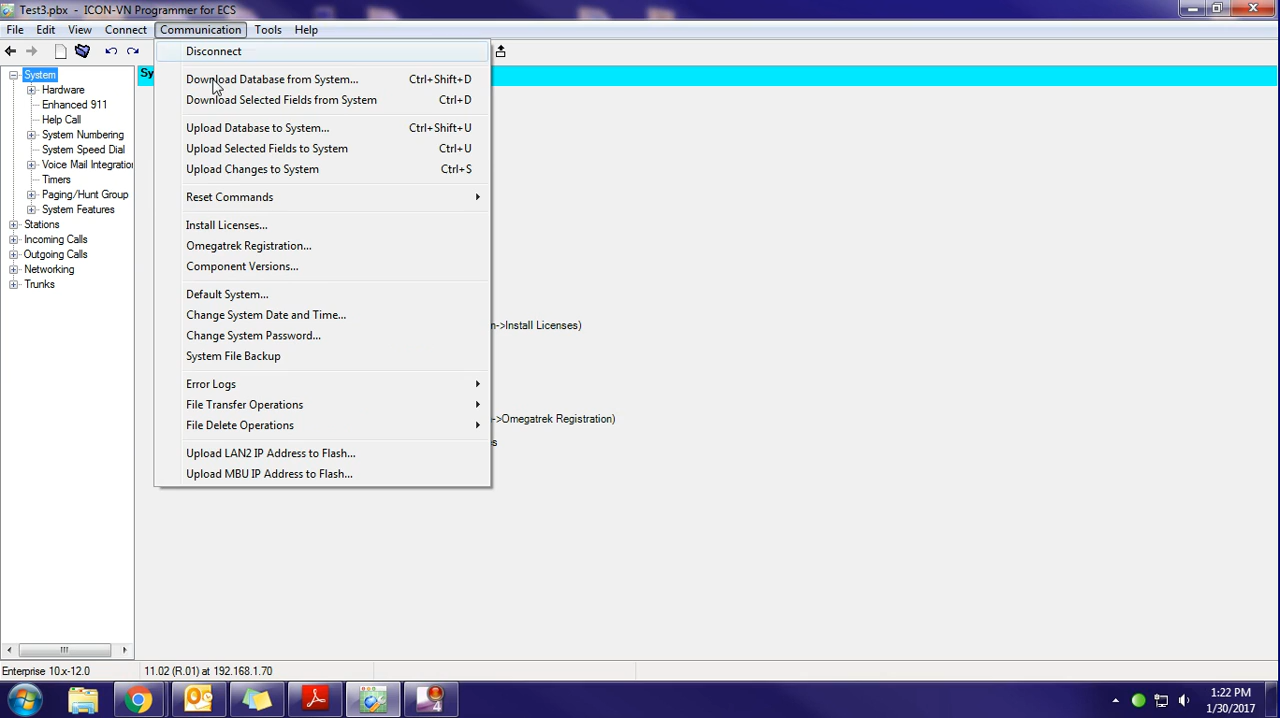 Test3.pbx - ICON-VN Programmer for ECS
File Edit View Connect Communication Tools Help
Disconnect
System
Sy
Download Database from System... Ctrl+Shift+D
Hardware
Download Selected Fields from System Ctrl+D
Enhanced 911
Help Call
Upload Database to System... Ctrl+Shift+U
System Numbering
System Speed Dial
Upload Selected Fields to System Ctrl+U
Voice Mail Integration
Upload Changes to System Ctrl+S
Timers
Paging/Hunt Group
Reset Commands
System Features
Stations
Install Licenses...
Incoming Calls
Omegatrek Registration...
Outgoing Calls
Component Versions...
Networking
Trunks
Default System...
Change System Date and Time...
n->Install Licenses)
Change System Password...
System File Backup
Error Logs
File Transfer Operations
->Omegatrek Registration)
File Delete Operations
s
Upload LAN2 IP Address to Flash...
Upload MBU IP Address to Flash...
Enterprise 10.x-12.0 11.02 (R.01) at 192.168.1.70
4
1:22 PM
1/30/2017